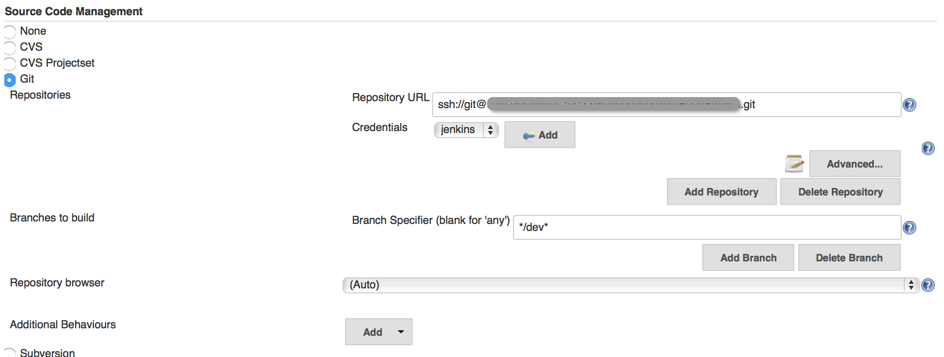 Source Code Management
None
CVS
CVS Projectset
Git
Repositories
Repository URL ssh://git@ .git
Credentials jenkins Add
Advanced...
Add Repository Delete Repository
Branches to build Branch Specifier (blank for 'any') */dev*
Add Branch Delete Branch
Repository browser (Auto)
Additional Behaviours Add
Subversion